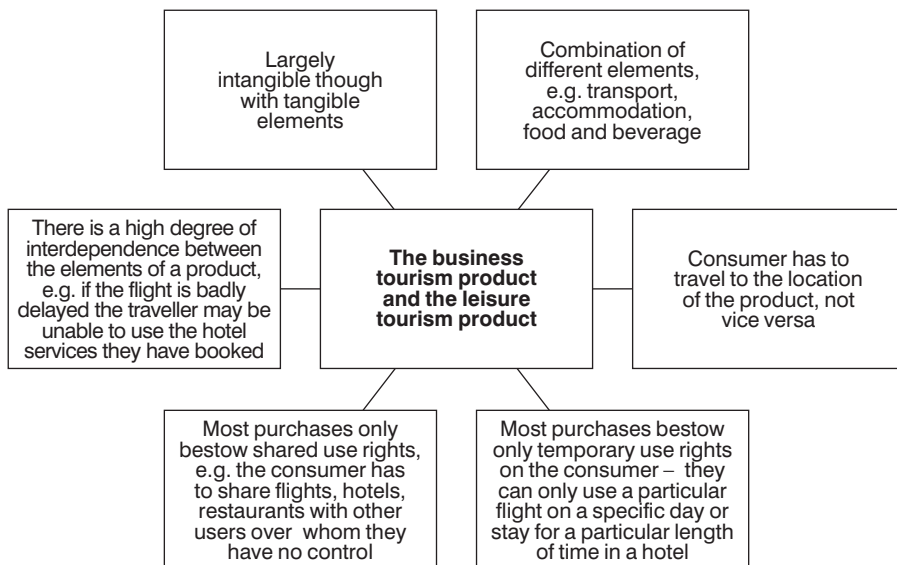 Largely
intangible though
with tangible
elements
Combination of
different elements,
e.g. transport,
accommodation,
food and beverage
There is a high degree of
interdependence between
the elements of a product,
e.g. if the flight is badly
delayed the traveller may be
unable to use the hotel
services they have booked
The business
tourism product
and the leisure
tourism product
Consumer has to
travel to the location
of the product, not
vice versa
Most purchases only
bestow shared use rights,
e.g. the consumer has
to share flights, hotels,
restaurants with other
users over whom they
have no control
Most purchases bestow
only temporary use rights
on the consumer – they
can only use a particular
flight on a specific day or
stay for a particular length
of time in a hotel